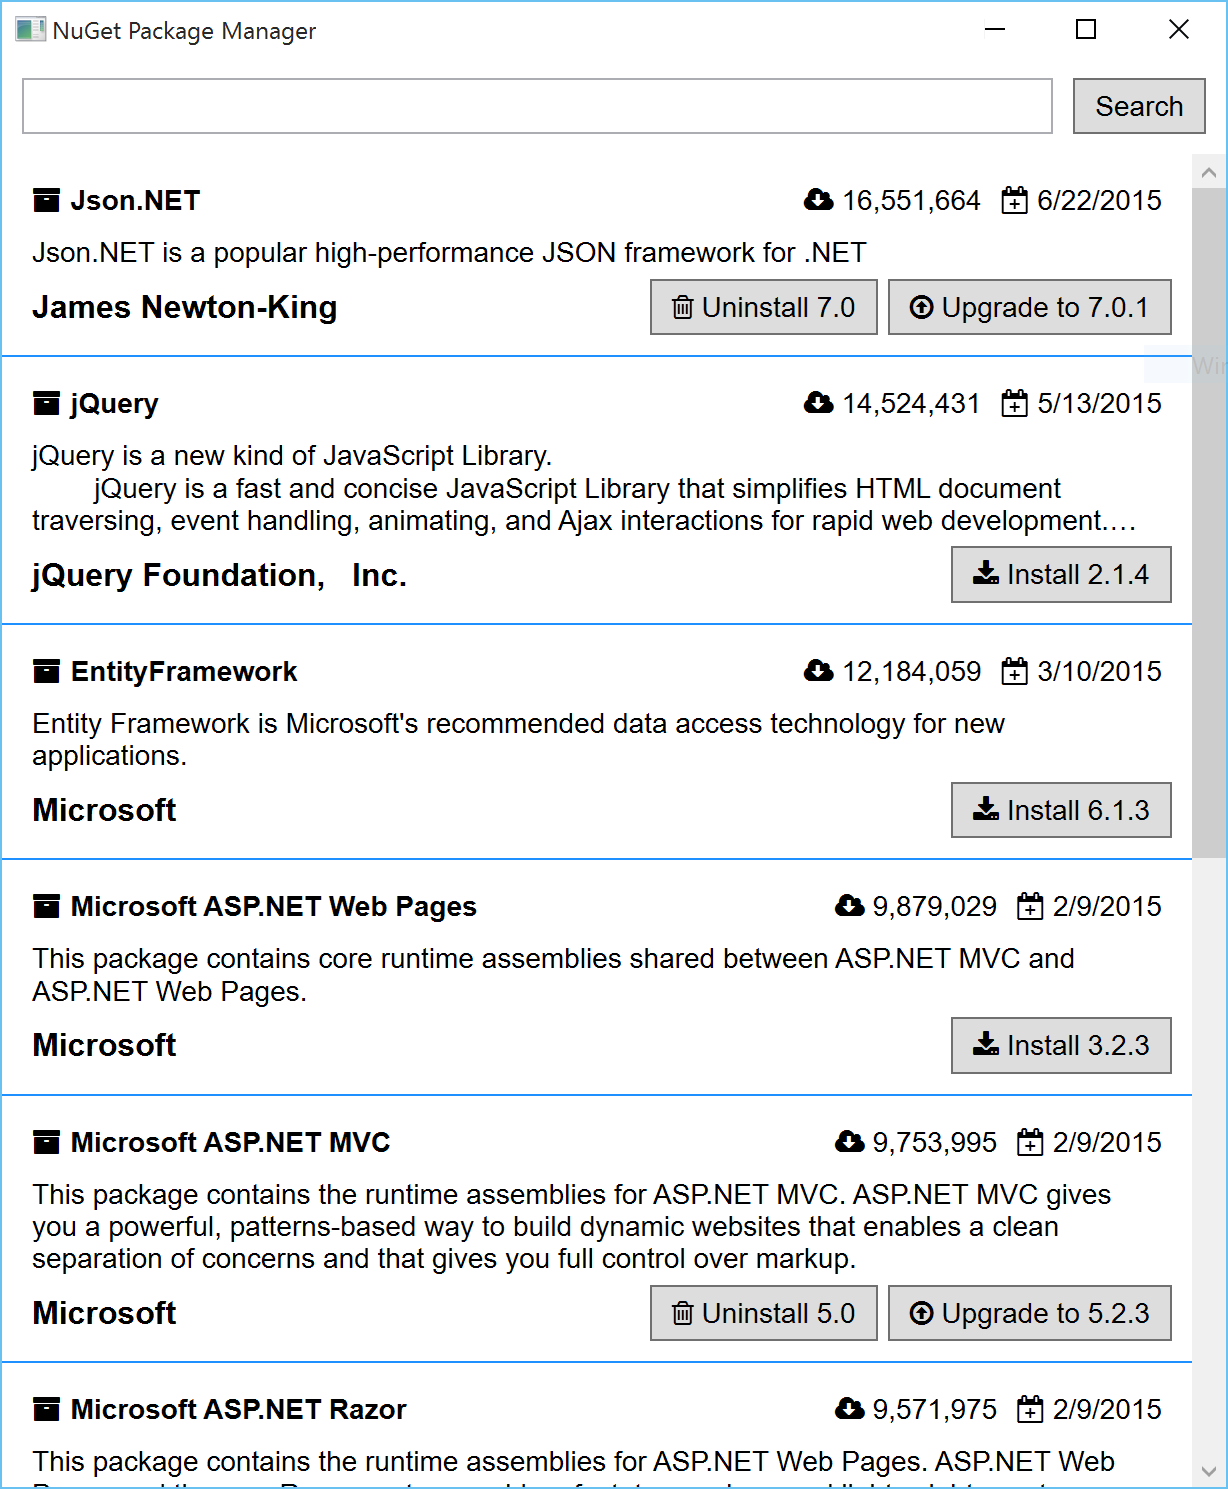 NuGet Package Manager
Search
Json.NET 16,551,664 6/22/2015
Json.NET is a popular high-performance JSON framework for .NET
James Newton-King Uninstall 7.0 Upgrade to 7.0.1
jQuery 14,524,431 5/13/2015
jQuery is a new kind of JavaScript Library.
jQuery is a fast and concise JavaScript Library that simplifies HTML document
traversing, event handling, animating, and Ajax interactions for rapid web development.…
jQuery Foundation,   Inc. Install 2.1.4
EntityFramework 12,184,059 3/10/2015
Entity Framework is Microsoft's recommended data access technology for new
applications.
Microsoft Install 6.1.3
Microsoft ASP.NET Web Pages 9,879,029 2/9/2015
This package contains core runtime assemblies shared between ASP.NET MVC and
ASP.NET Web Pages.
Microsoft Install 3.2.3
Microsoft ASP.NET MVC 9,753,995 2/9/2015
This package contains the runtime assemblies for ASP.NET MVC. ASP.NET MVC gives
you a powerful, patterns-based way to build dynamic websites that enables a clean
separation of concerns and that gives you full control over markup.
Microsoft Uninstall 5.0 Upgrade to 5.2.3
Microsoft ASP.NET Razor 9,571,975 2/9/2015
This package contains the runtime assemblies for ASP.NET Web Pages. ASP.NET Web